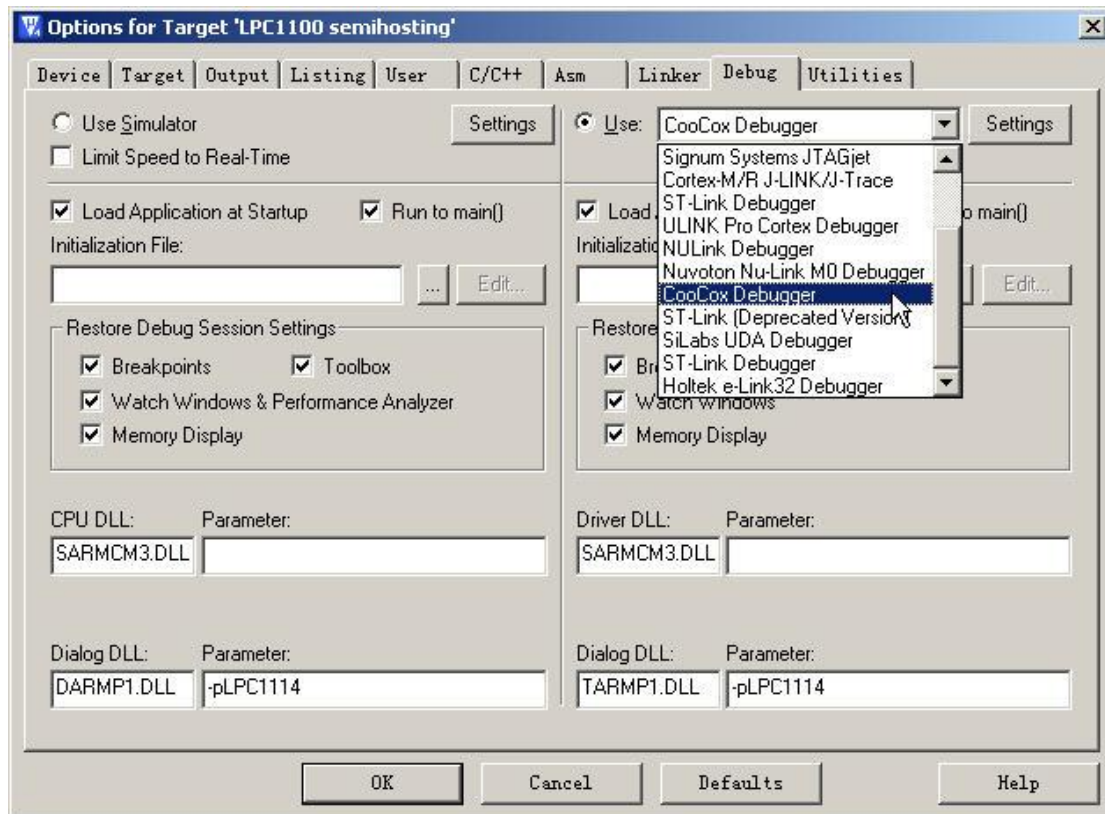 Options for Target 'LPC1100 semihosting'
Device Target Output Listing User C/C++ Asm Linker Debug Utilities
Use Simulator Settings
Limit Speed to Real-Time
Use: CooCox Debugger Settings
Signum Systems JTAGjet
Cortex-M/R J-LINK/J-Trace
ST-Link Debugger
ULINK Pro Cortex Debugger
NULink Debugger
Nuvoton Nu-Link M0 Debugger
CooCox Debugger
ST-Link (Deprecated Version)
SiLabs UDA Debugger
ST-Link Debugger
Holtek e-Link32 Debugger
Load Application at Startup Run to main()
Initialization File:
... Edit...
Restore Debug Session Settings
Breakpoints Toolbox
Watch Windows & Performance Analyzer
Memory Display
Load o main()
Edit...
Watch Windows
Memory Display
CPU DLL: Parameter:
SARMCM3.DLL
Driver DLL: Parameter:
SARMCM3.DLL
Dialog DLL: Parameter:
DARMP1.DLL -pLPC1114
Dialog DLL: Parameter:
TARMP1.DLL -pLPC1114
OK Cancel Defaults Help